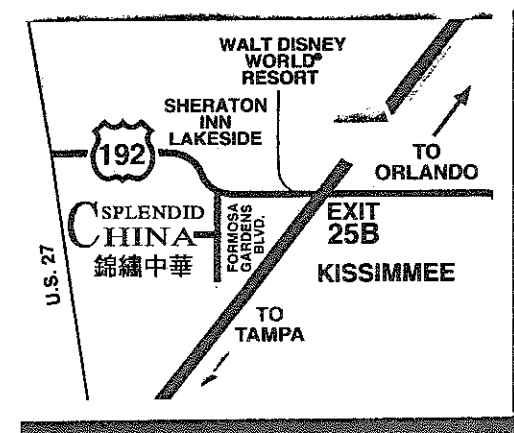 WALT DISNEY
WORLD®
RESORT
SHERATON
INN
LAKESIDE
192
TO
ORLANDO
SPLENDID
CHINA
錦繡中華
FORMOSA
GARDENS
BLVD.
EXIT
25B
KISSIMMEE
U.S. 27
TO
TAMPA